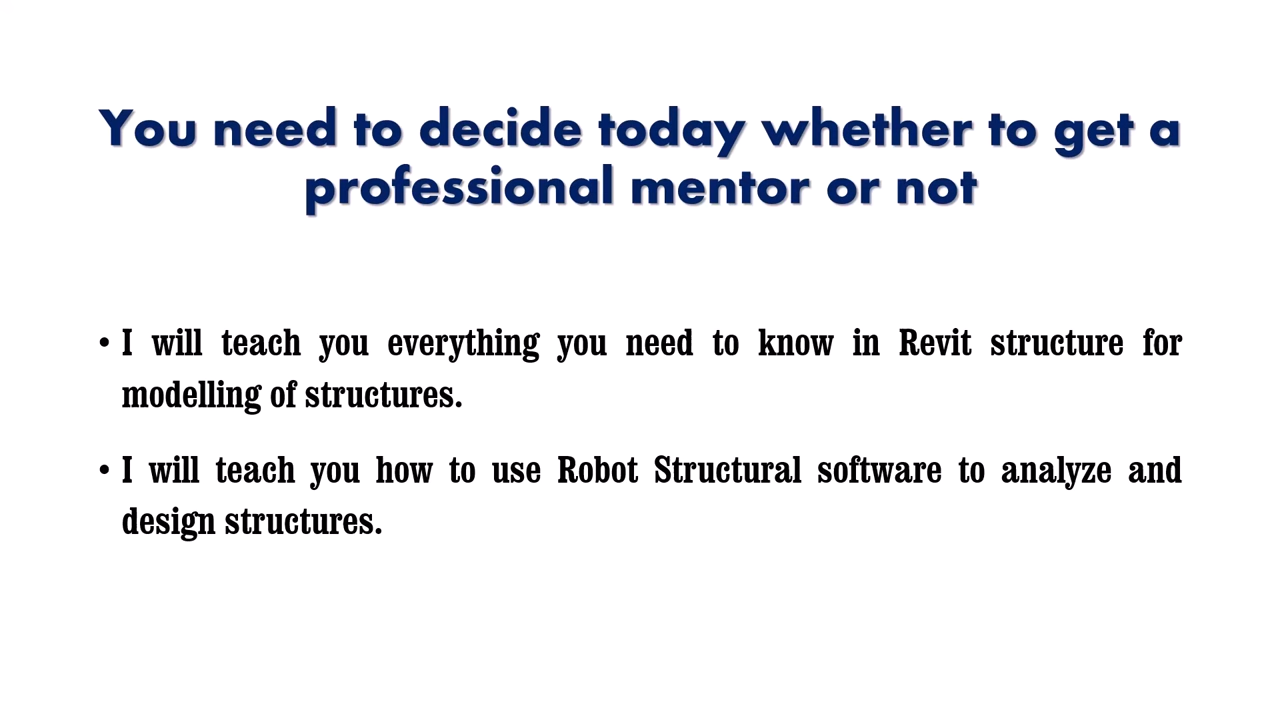 You need to decide today whether to get a
professional mentor or not
• I will teach you everything you need to know in Revit structure for
modelling of structures.
• I will teach you how to use Robot Structural software to analyze and
design structures.